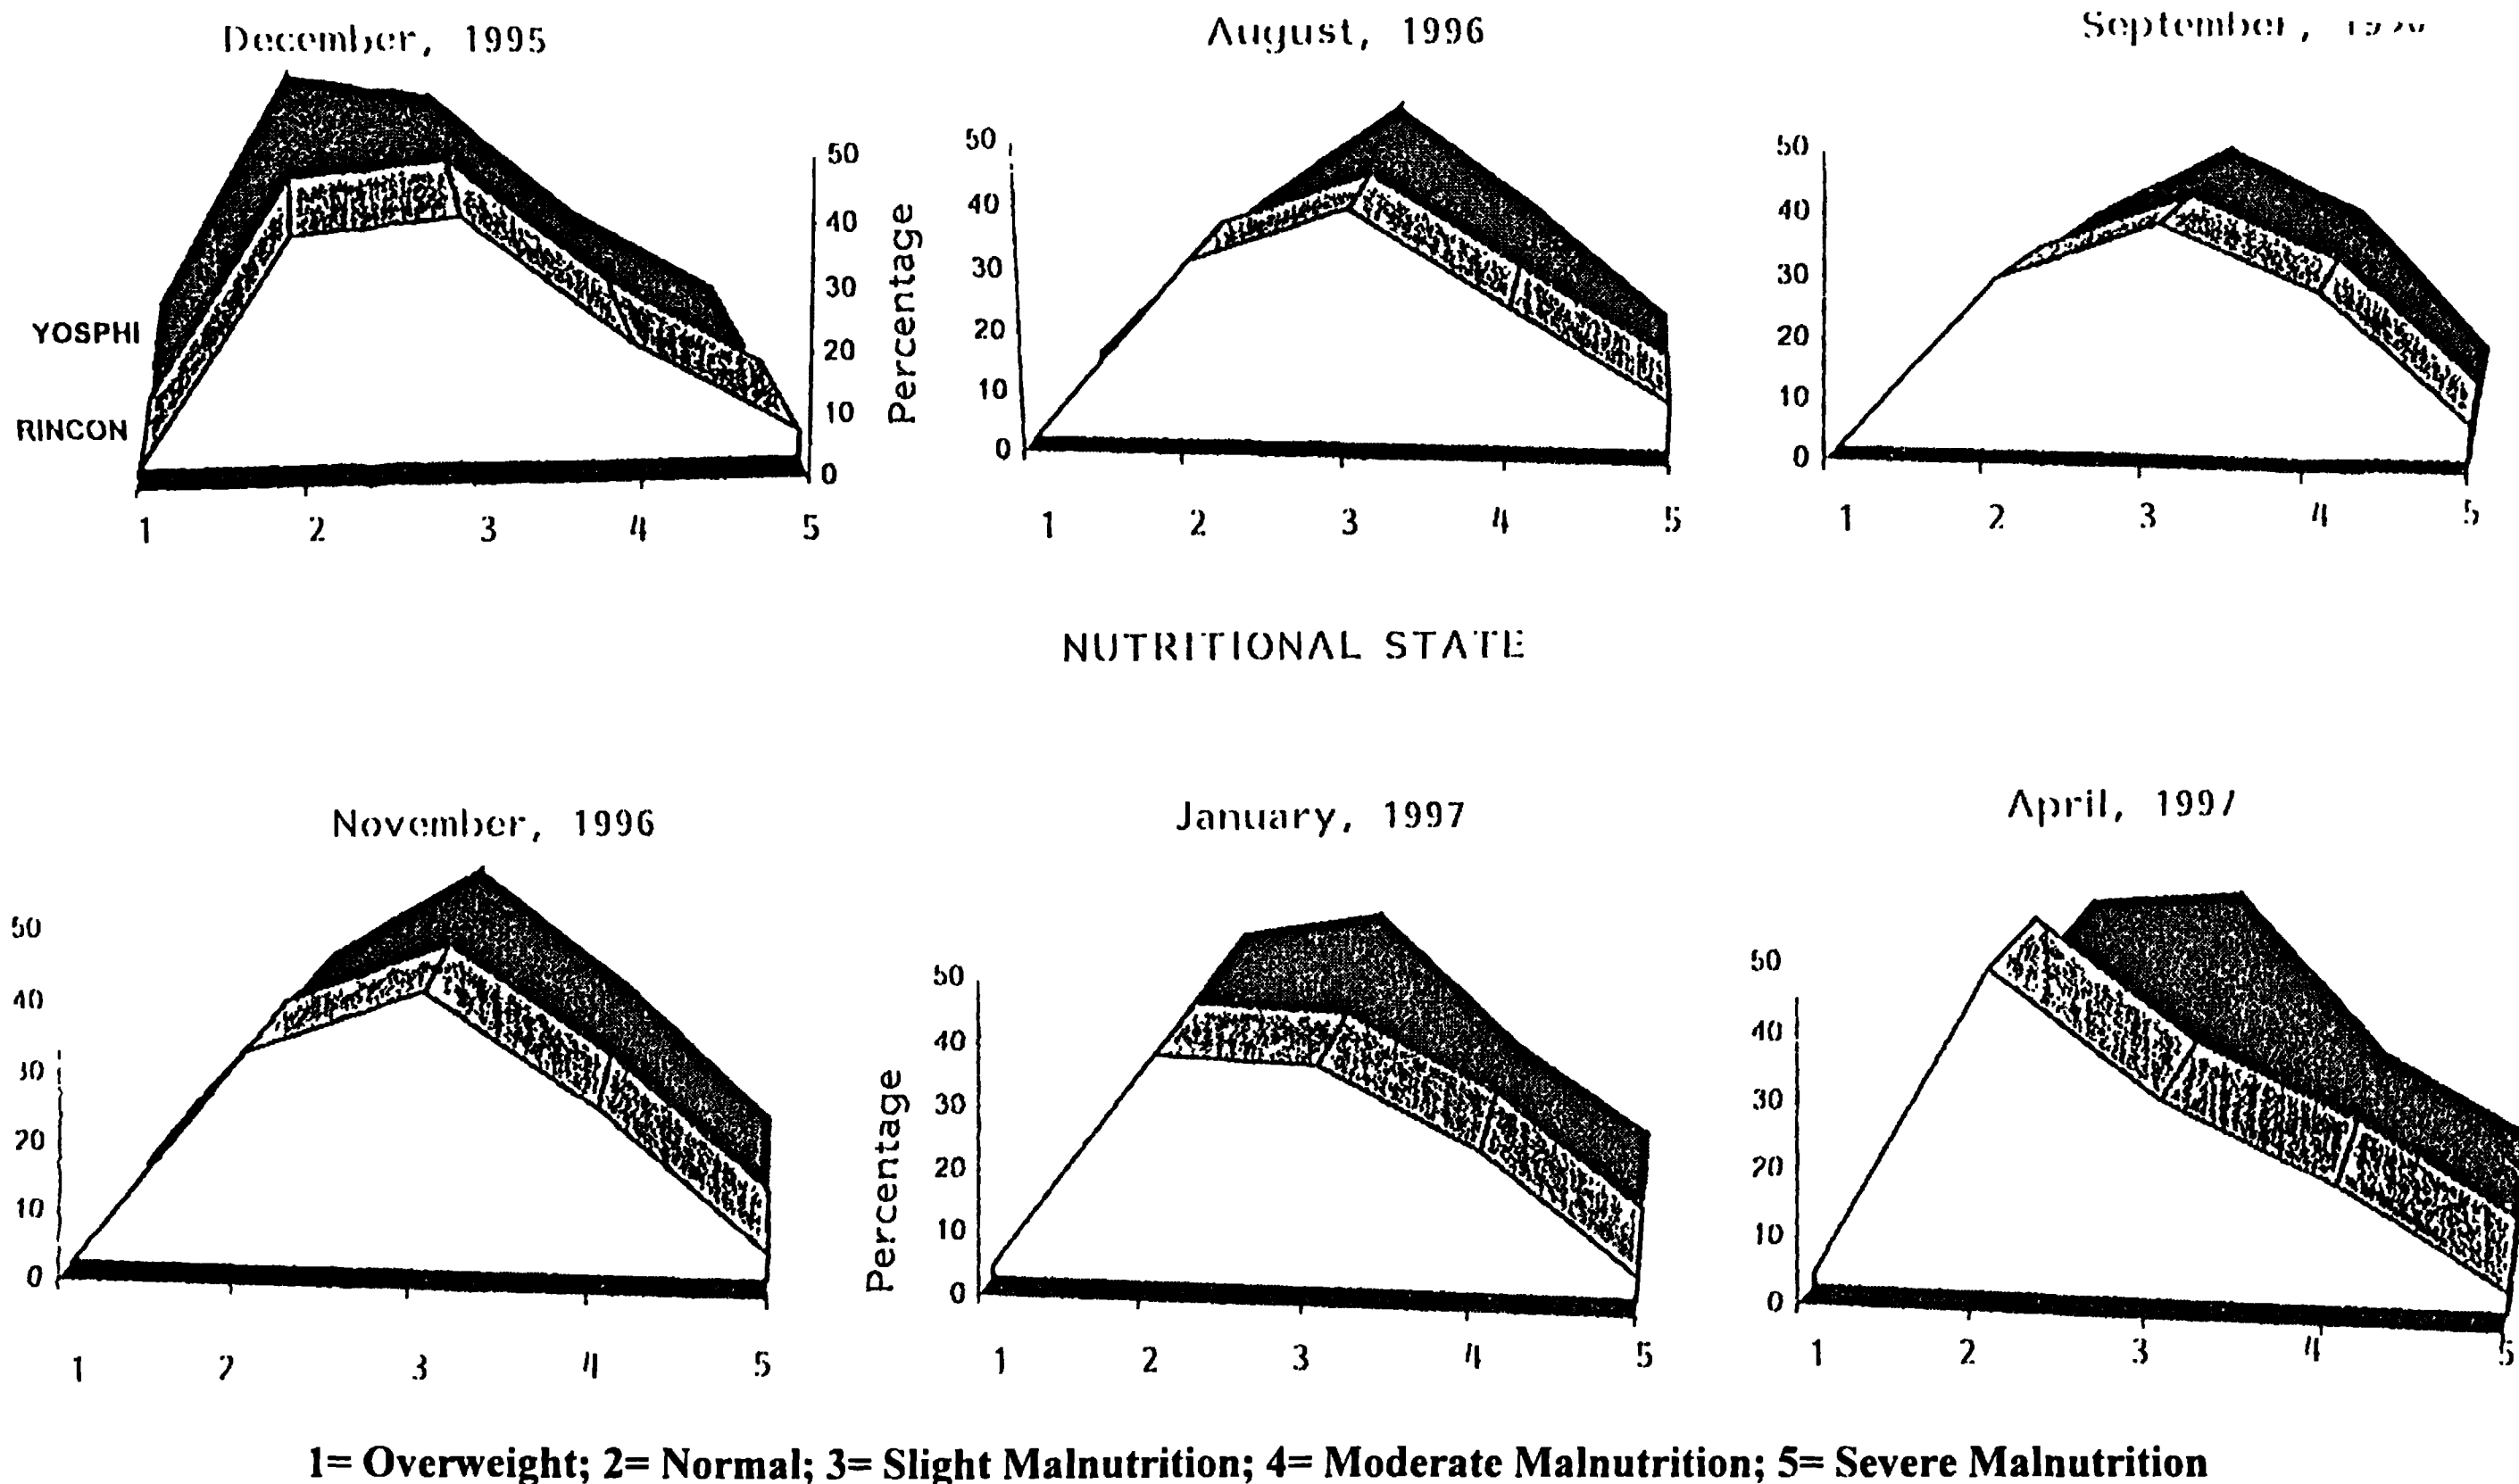 December, 1995
August, 1996
September,
50
40
30
20
10
0
Percentage
YOSPHI
RINCON
1 2 3 4 5
50
40
30
20
10
0
1 2 3 4 5
50
40
30
20
10
0
1 2 3 4 5
NUTRITIONAL STATE
November, 1996
January, 1997
April, 1997
50
40
30
20
10
0
1 2 3 4 5
Percentage
50
40
30
20
10
0
1 2 3 4 5
50
40
30
20
10
0
1 2 3 4 5
1= Overweight; 2= Normal; 3= Slight Malnutrition; 4= Moderate Malnutrition; 5= Severe Malnutrition